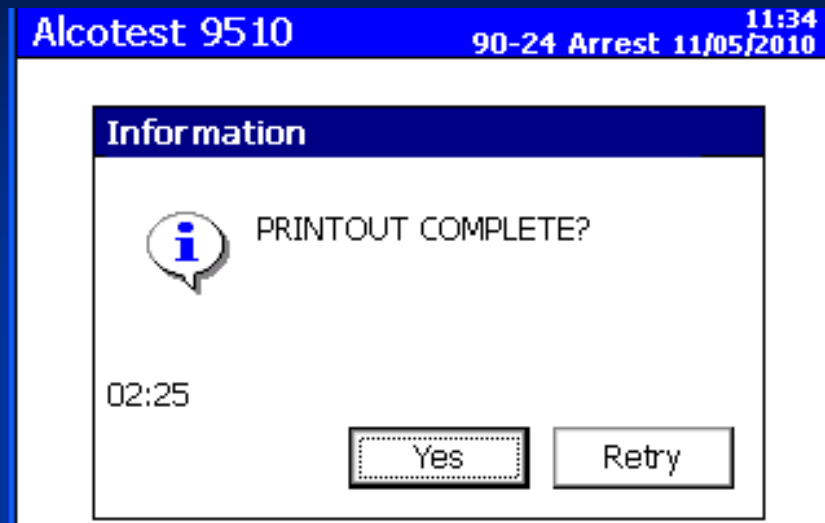 Alcotest 9510
11:34
90-24 Arrest 11/05/2010
Information
PRINTOUT COMPLETE?
02:25
Yes
Retry